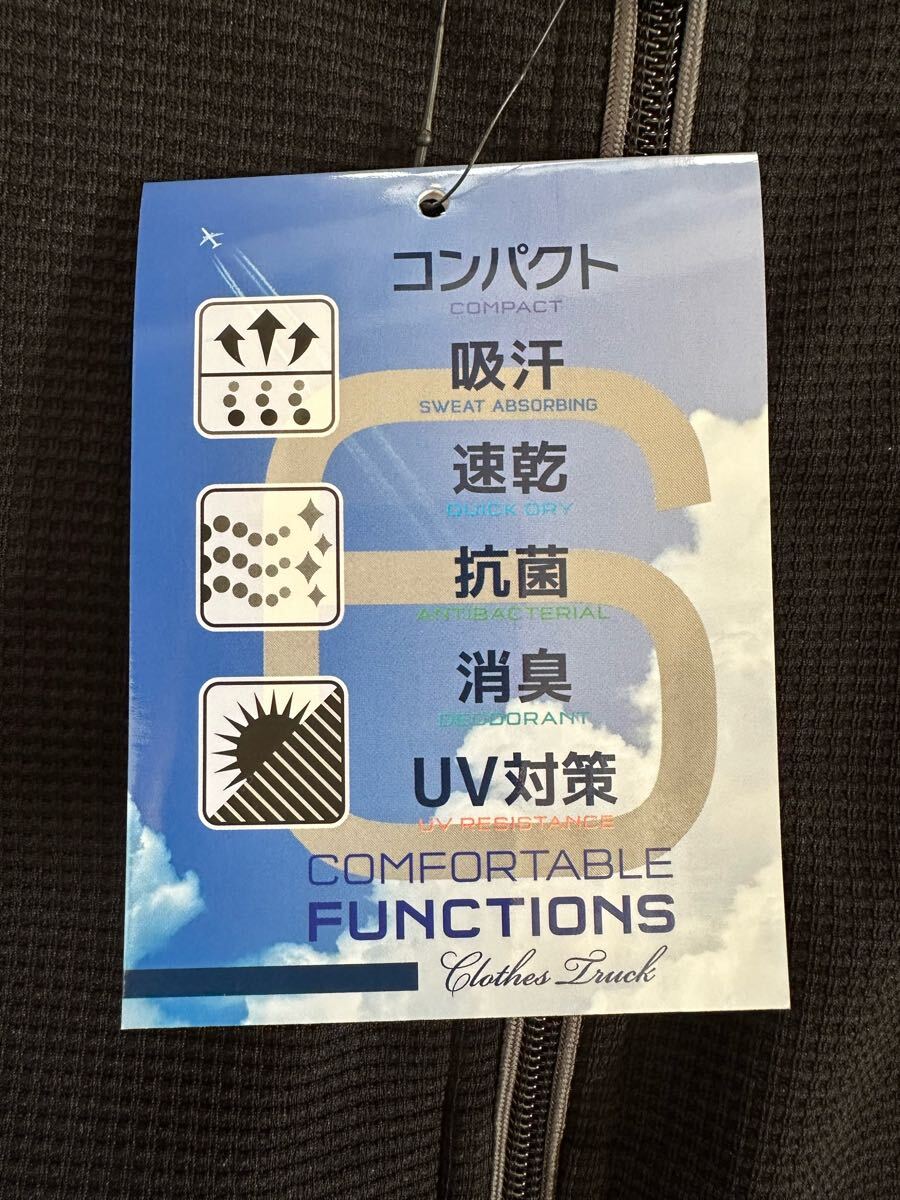 コンパクト
COMPACT
吸汗
SWEAT ABSORBING
速乾
QUICK DRY
抗菌
ANTIBACTERIAL
消臭
DEODORANT
UV対策
UV RESISTANCE
6
COMFORTABLE
FUNCTIONS
Clothes Truck